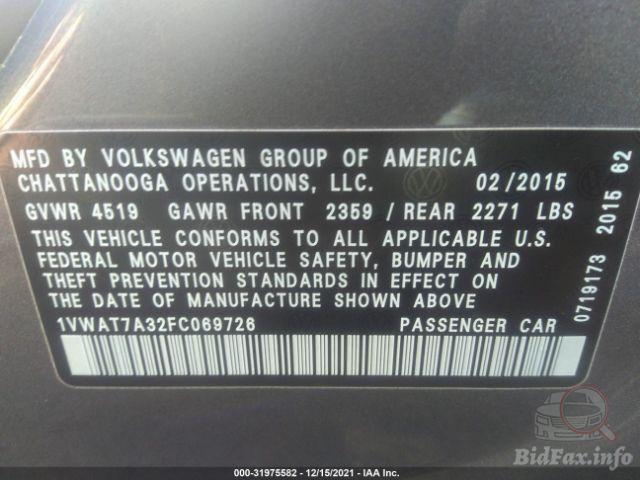 MFD BY VOLKSWAGEN GROUP OF AMERICA
CHATTANOOGA OPERATIONS, LLC. 02/2015
GVWR 4519 GAWR FRONT 2359 / REAR 2271 LBS
THIS VEHICLE CONFORMS TO ALL APPLICABLE U.S.
FEDERAL MOTOR VEHICLE SAFETY, BUMPER AND
THEFT PREVENTION STANDARDS IN EFFECT ON
THE DATE OF MANUFACTURE SHOWN ABOVE.
1VWAT7A32FC069726 PASSENGER CAR
0719173 2015 62
000-31975582 - 12/15/2021 - IAA Inc.
BidFax.info